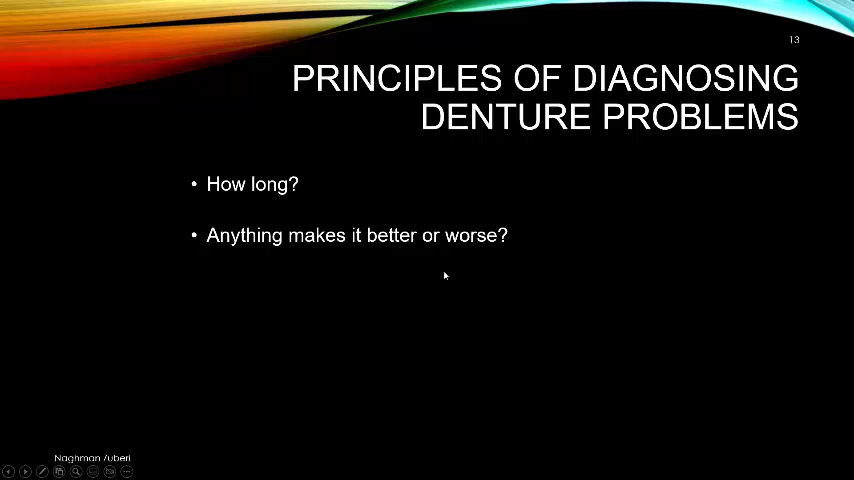 13
PRINCIPLES OF DIAGNOSING
DENTURE PROBLEMS
• How long?
• Anything makes it better or worse?
Naghman Zuberi